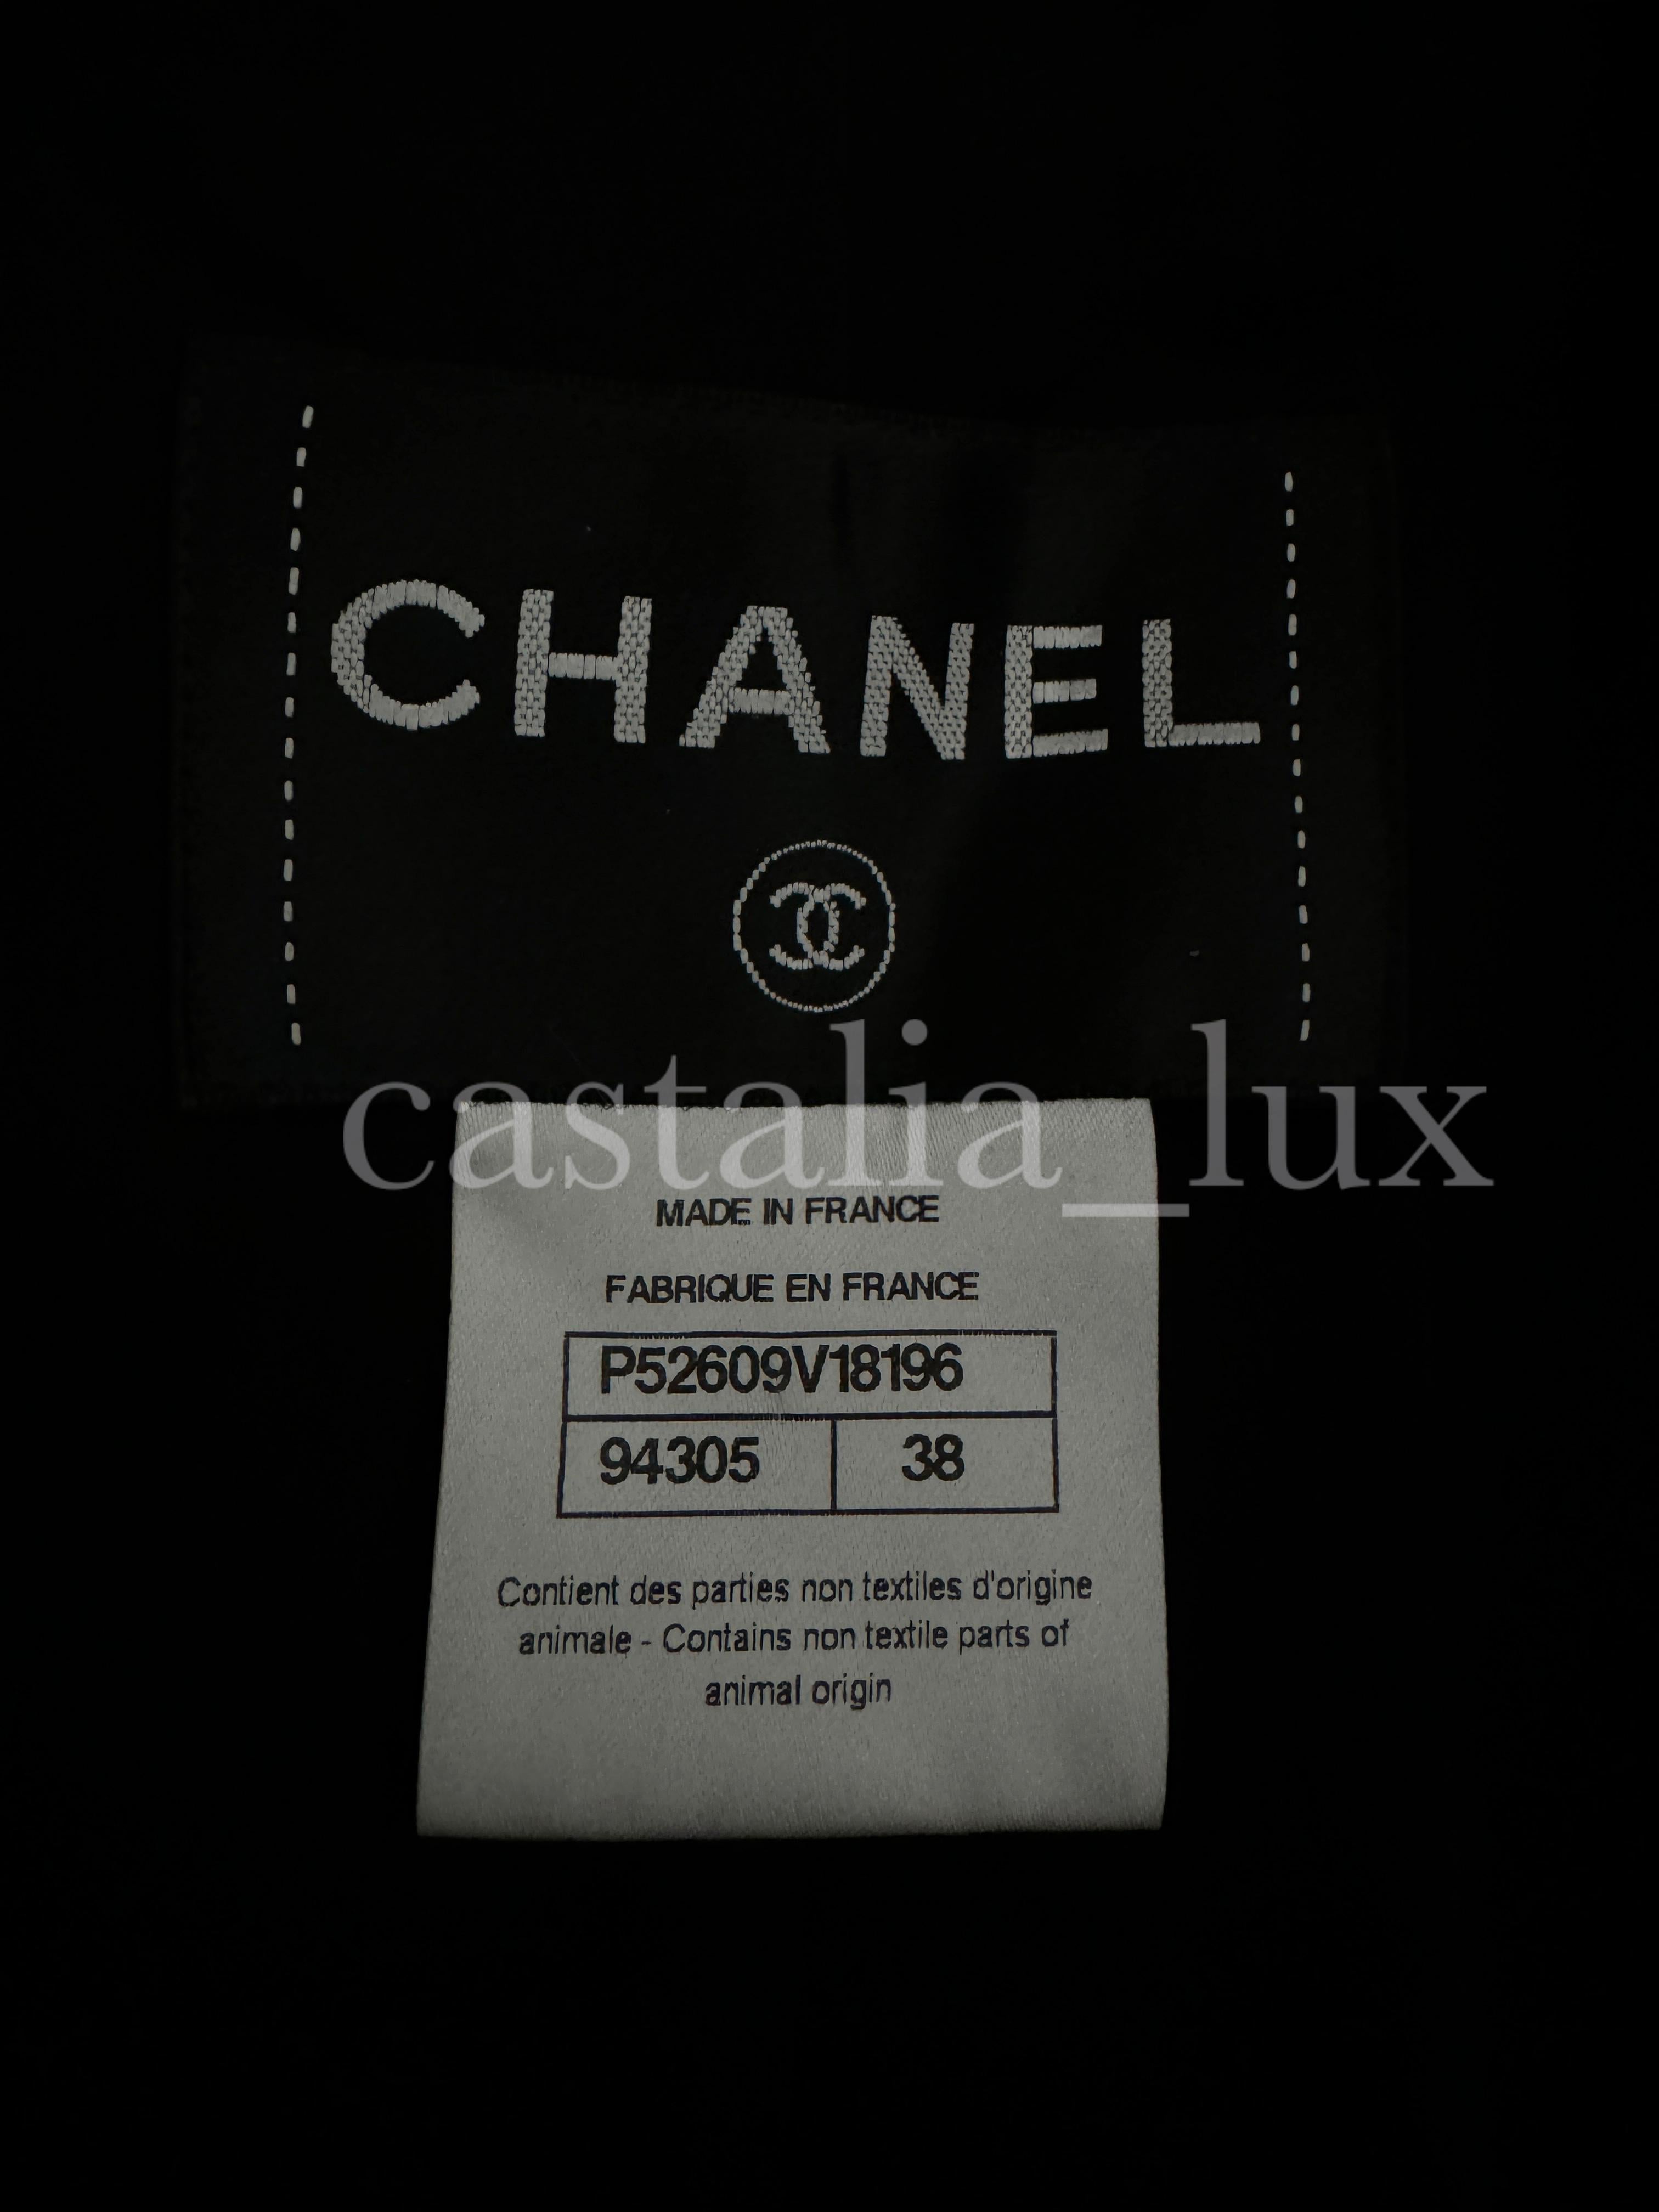 CHANEL
castalia_lux
MADE IN FRANCE
FABRIQUE EN FRANCE
P52609V18196
94305 38
Contient des parties non textiles d'origine
animale - Contains non textile parts of
animal origin